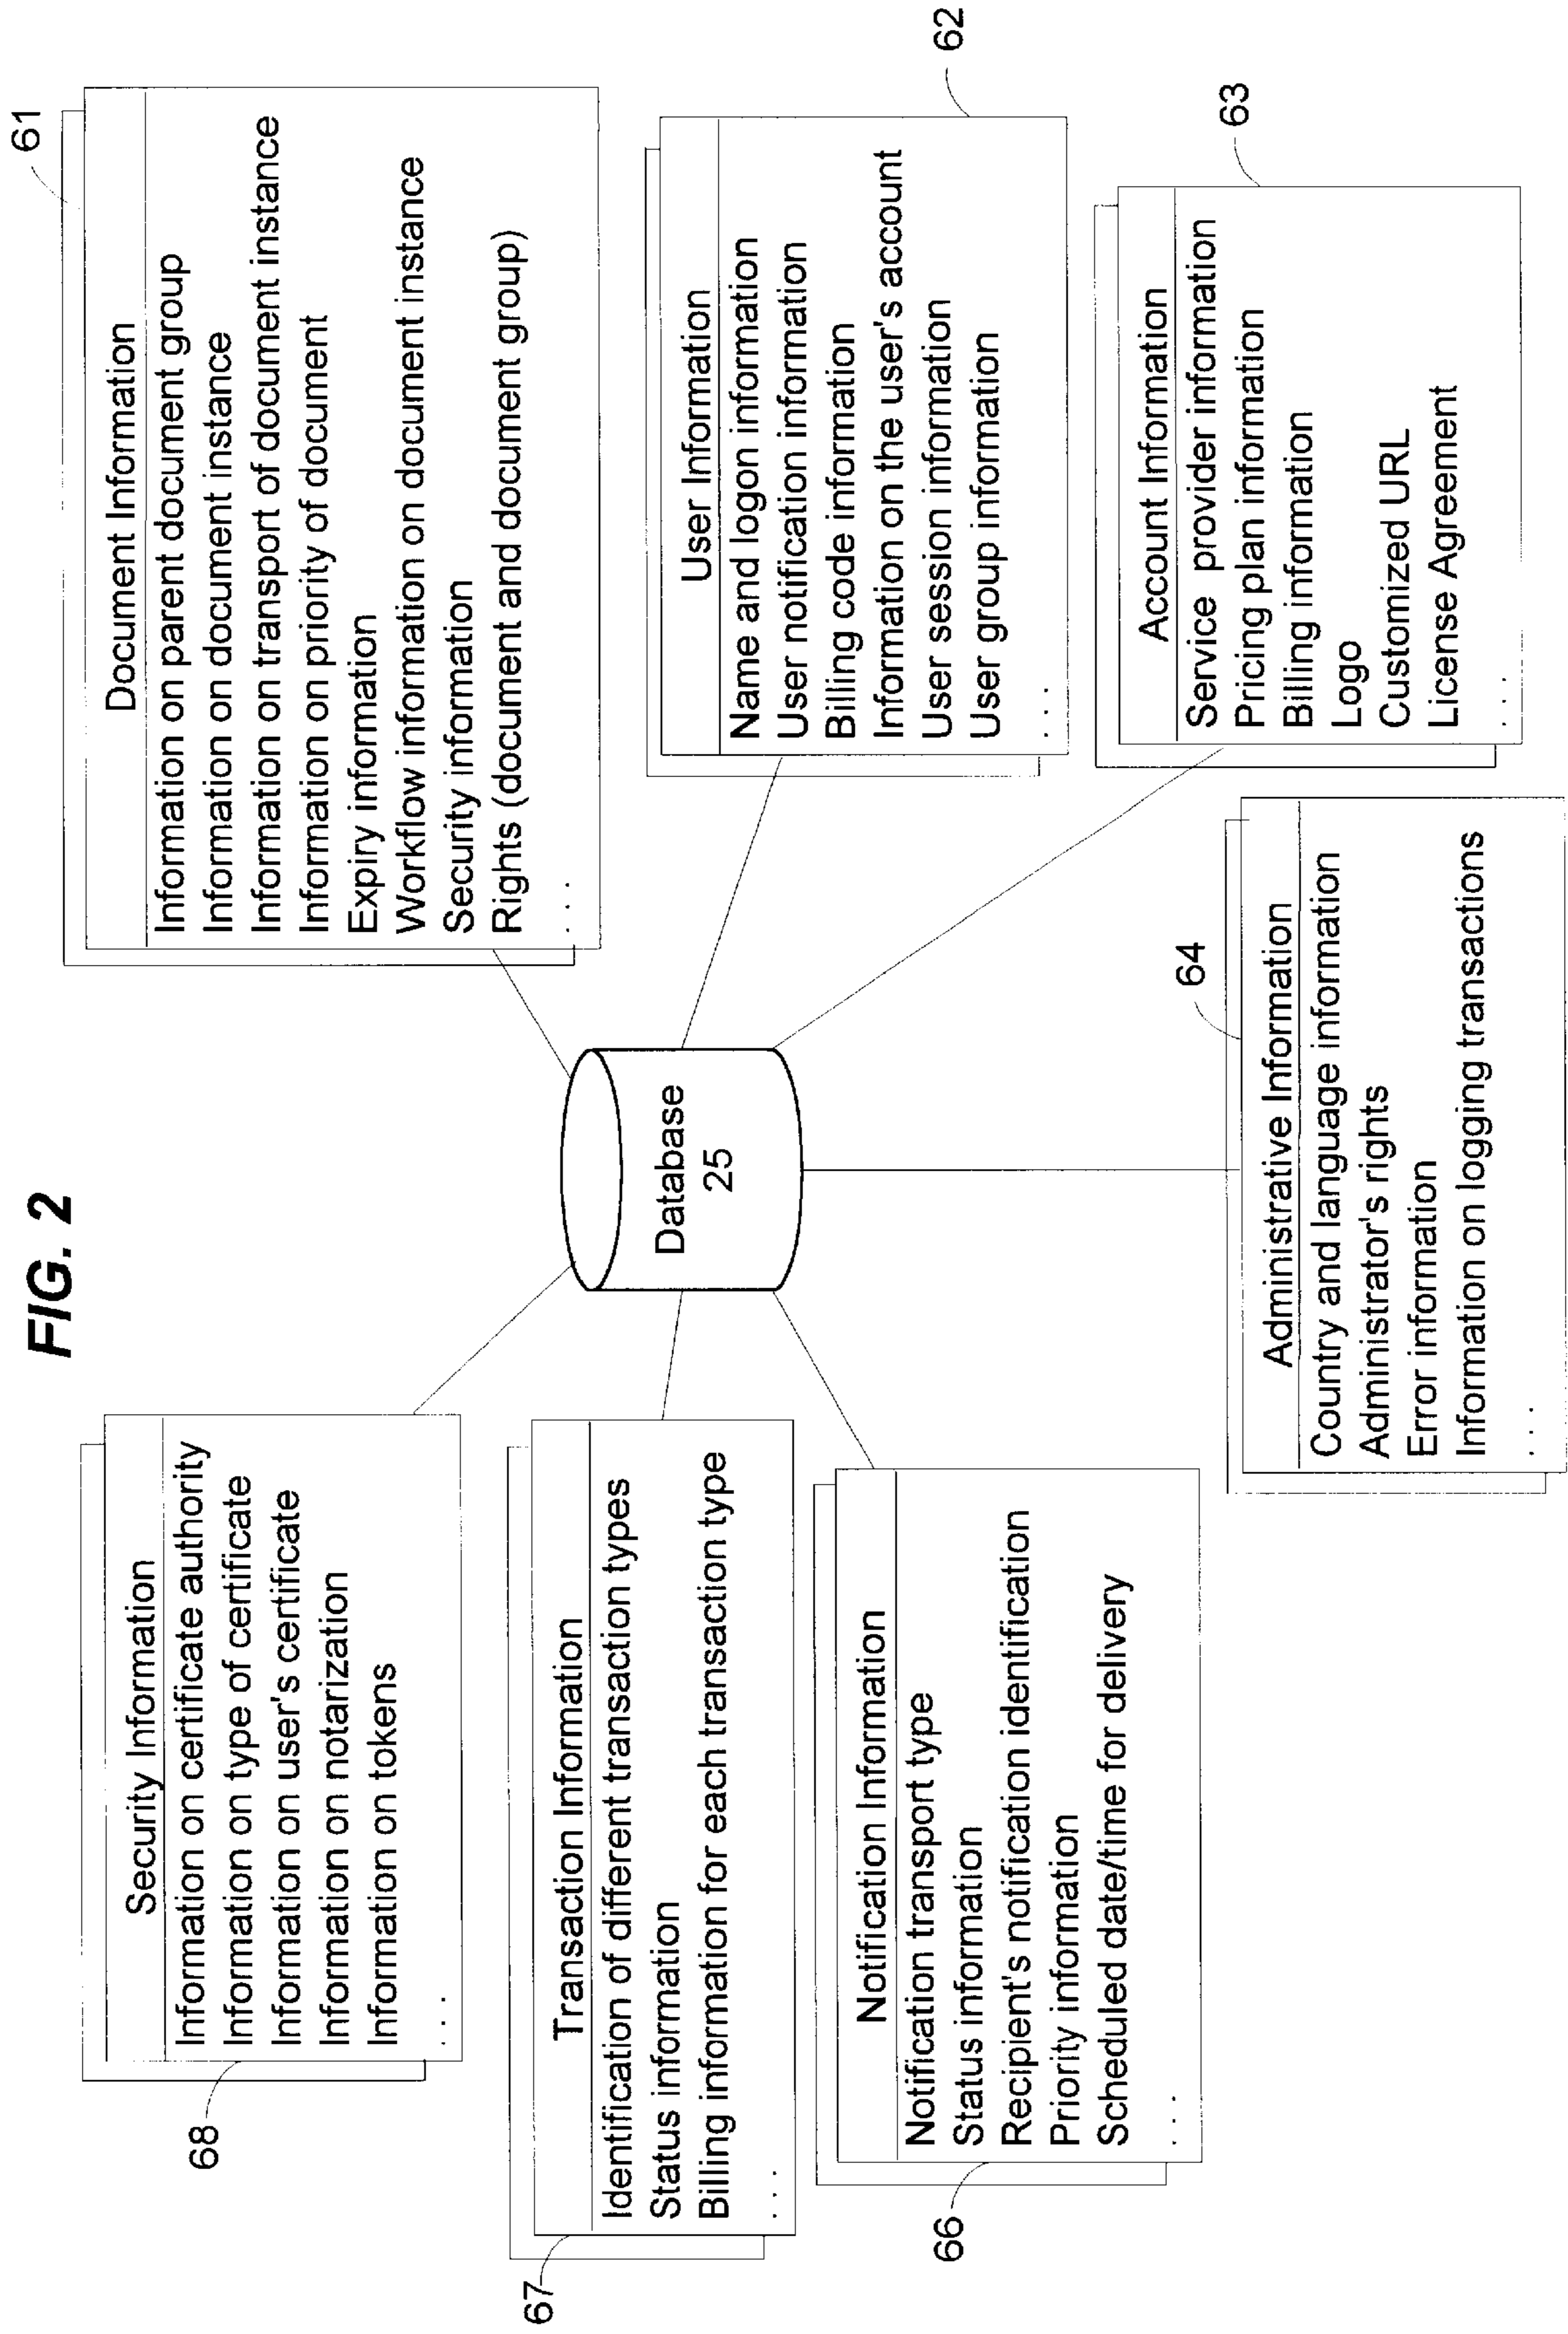 FIG. 2
68
Security Information
Information on certificate authority
Information on type of certificate
Information on user's certificate
Information on notarization
Information on tokens
. . .
67
Transaction Information
Identification of different transaction types
Status information
Billing information for each transaction type
. . .
66
Notification Information
Notification transport type
Status information
Recipient's notification identification
Priority information
Scheduled date/time for delivery
. . .
Database
25
61
Document Information
Information on parent document group
Information on document instance
Information on transport of document instance
Information on priority of document
Expiry information
Workflow information on document instance
Security information
Rights (document and document group)
. . .
62
User Information
Name and logon information
User notification information
Billing code information
Information on the user's account
User session information
User group information
. . .
63
Account Information
Service provider information
Pricing plan information
Billing information
Logo
Customized URL
License Agreement
. . .
64
Administrative Information
Country and language information
Administrator's rights
Error information
Information on logging transactions
. . .